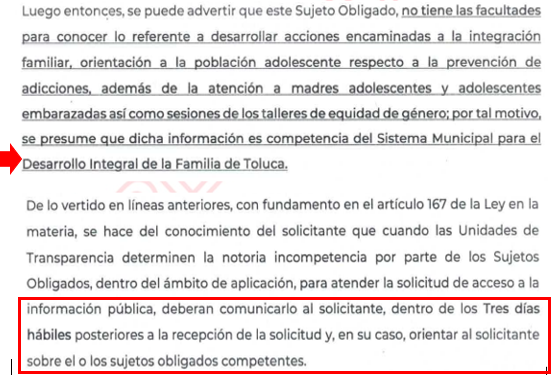 Luego entonces, se puede advertir que este Sujeto Obligado, no tiene las facultades
para conocer lo referente a desarrollar acciones encaminadas a la integración
familiar, orientación a la población adolescente respecto a la prevención de
adicciones, además de la atención a madres adolescentes y adolescentes
embarazadas así como sesiones de los talleres de equidad de género; por tal motivo,
se presume que dicha información es competencia del Sistema Municipal para el
Desarrollo Integral de la Familia de Toluca.
De lo vertido en líneas anteriores, con fundamento en el artículo 167 de la Ley en la
materia, se hace del conocimiento del solicitante que cuando las Unidades de
Transparencia determinen la notoria incompetencia por parte de los Sujetos
Obligados, dentro del ámbito de aplicación, para atender la solicitud de acceso a la
información pública, deberan comunicarlo al solicitante, dentro de los Tres días
hábiles posteriores a la recepción de la solicitud y, en su caso, orientar al solicitante
sobre el o los sujetos obligados competentes.